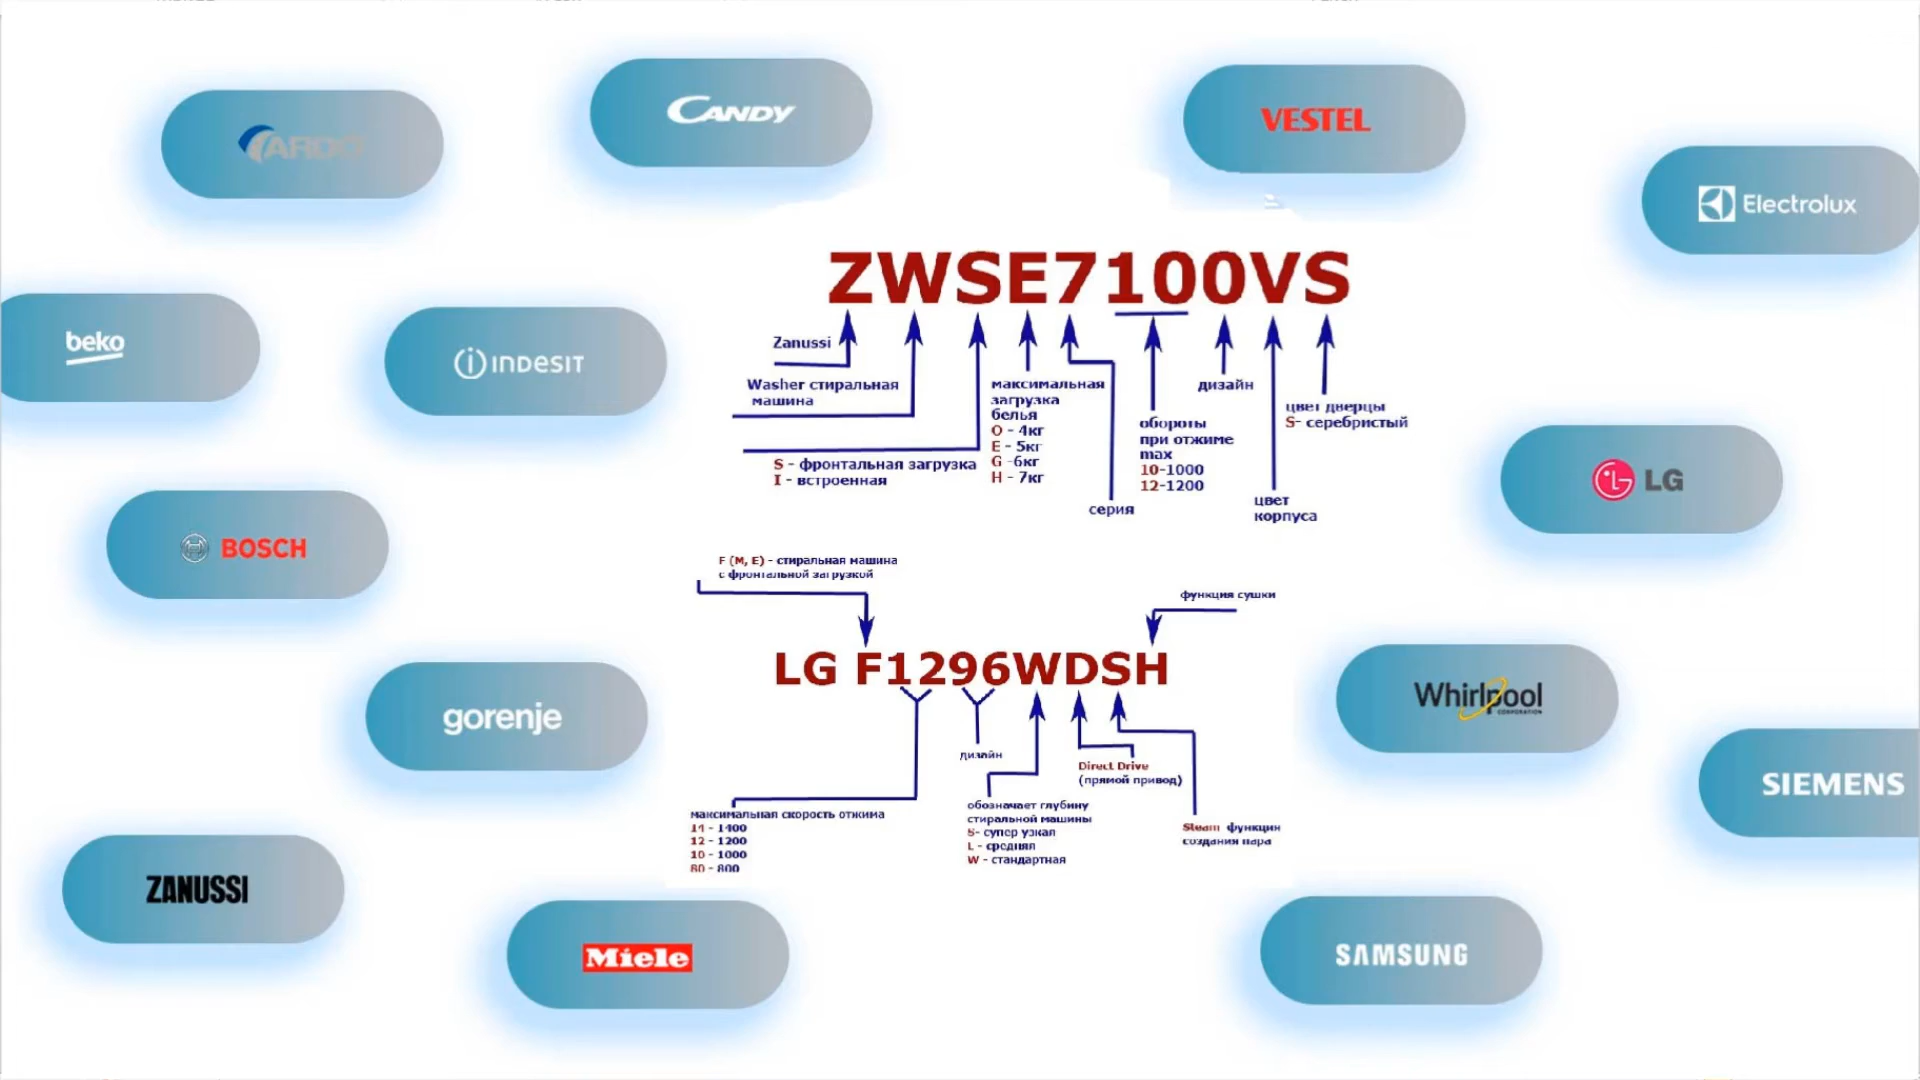 CANDY
VESTEL
ARDO
Electrolux
beko
INDESIT
BOSCH
gorenje
ZANUSSI
Miele
LG
Whirlpool
CORPORATION
SIEMENS
SAMSUNG
ZWSE7100VS
Zanussi
Washer стиральная
машина
S - фронтальная загрузка
I - встроенная
максимальная
загрузка
белья
O - 4кг
E - 5кг
G -6кг
H - 7кг
серия
обороты
при отжиме
max
10-1000
12-1200
дизайн
цвет
корпуса
цвет дверцы
S- серебристый
F (M, E) - стиральная машина
с фронтальной загрузкой
функция сушки
LG F1296WDSH
максимальная скорость отжима
14 - 1400
12 - 1200
10 - 1000
80 - 800
дизайн
обозначает глубину
стиральной машины
S- супер узкая
L - средняя
W - стандартная
Direct Drive
(прямой привод)
Steam функции
создания пара